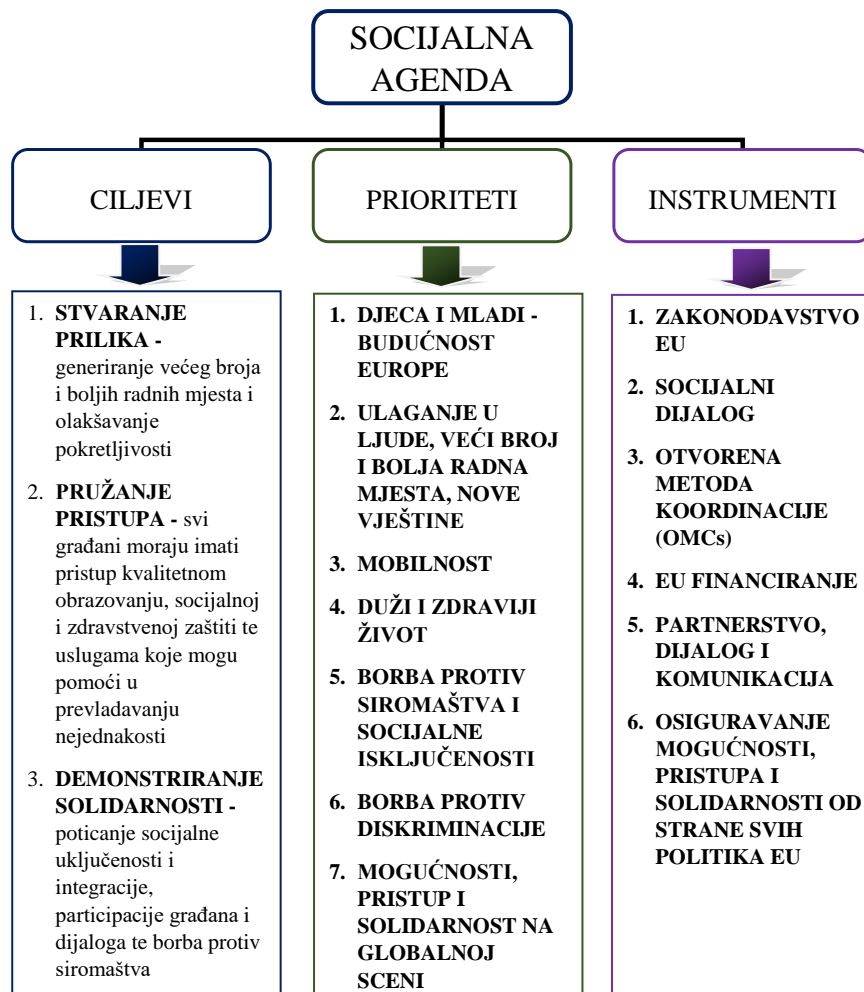 SOCIJALNA
AGENDA
CILJEVI
PRIORITETI
INSTRUMENTI
1. STVARANJE
PRILIKA -
generiranje većeg broja
i boljih radnih mjesta i
olakšavanje
pokretljivosti
2. PRUŽANJE
PRISTUPA - svi
građani moraju imati
pristup kvalitetnom
obrazovanju, socijalnoj
i zdravstvenoj zaštiti te
uslugama koje mogu
pomoći u
prevladavanju
nejednakosti
3. DEMONSTRIRANJE
SOLIDARNOSTI -
poticanje socijalne
uključenosti i
integracije,
participacije građana i
dijaloga te borba protiv
siromaštva
1. DJECA I MLADI -
BUDUĆNOST
EUROPE
2. ULAGANJE U
LJUDE, VEĆI BROJ
I BOLJA RADNA
MJESTA, NOVE
VJEŠTINE
3. MOBILNOST
4. DUŽI I ZDRAVIJI
ŽIVOT
5. BORBA PROTIV
SIROMAŠTVA I
SOCIJALNE
ISKLJUČENOSTI
6. BORBA PROTIV
DISKRIMINACIJE
7. MOGUĆNOSTI,
PRISTUP I
SOLIDARNOST NA
GLOBALNOJ
SCENI
1. ZAKONODAVSTVO
EU
2. SOCIJALNI
DIJALOG
3. OTVORENA
METODA
KOORDINACIJE
(OMCs)
4. EU FINANCIRANJE
5. PARTNERSTVO,
DIJALOG I
KOMUNIKACIJA
6. OSIGURAVANJE
MOGUĆNOSTI,
PRISTUPA I
SOLIDARNOSTI OD
STRANE SVIH
POLITIKA EU